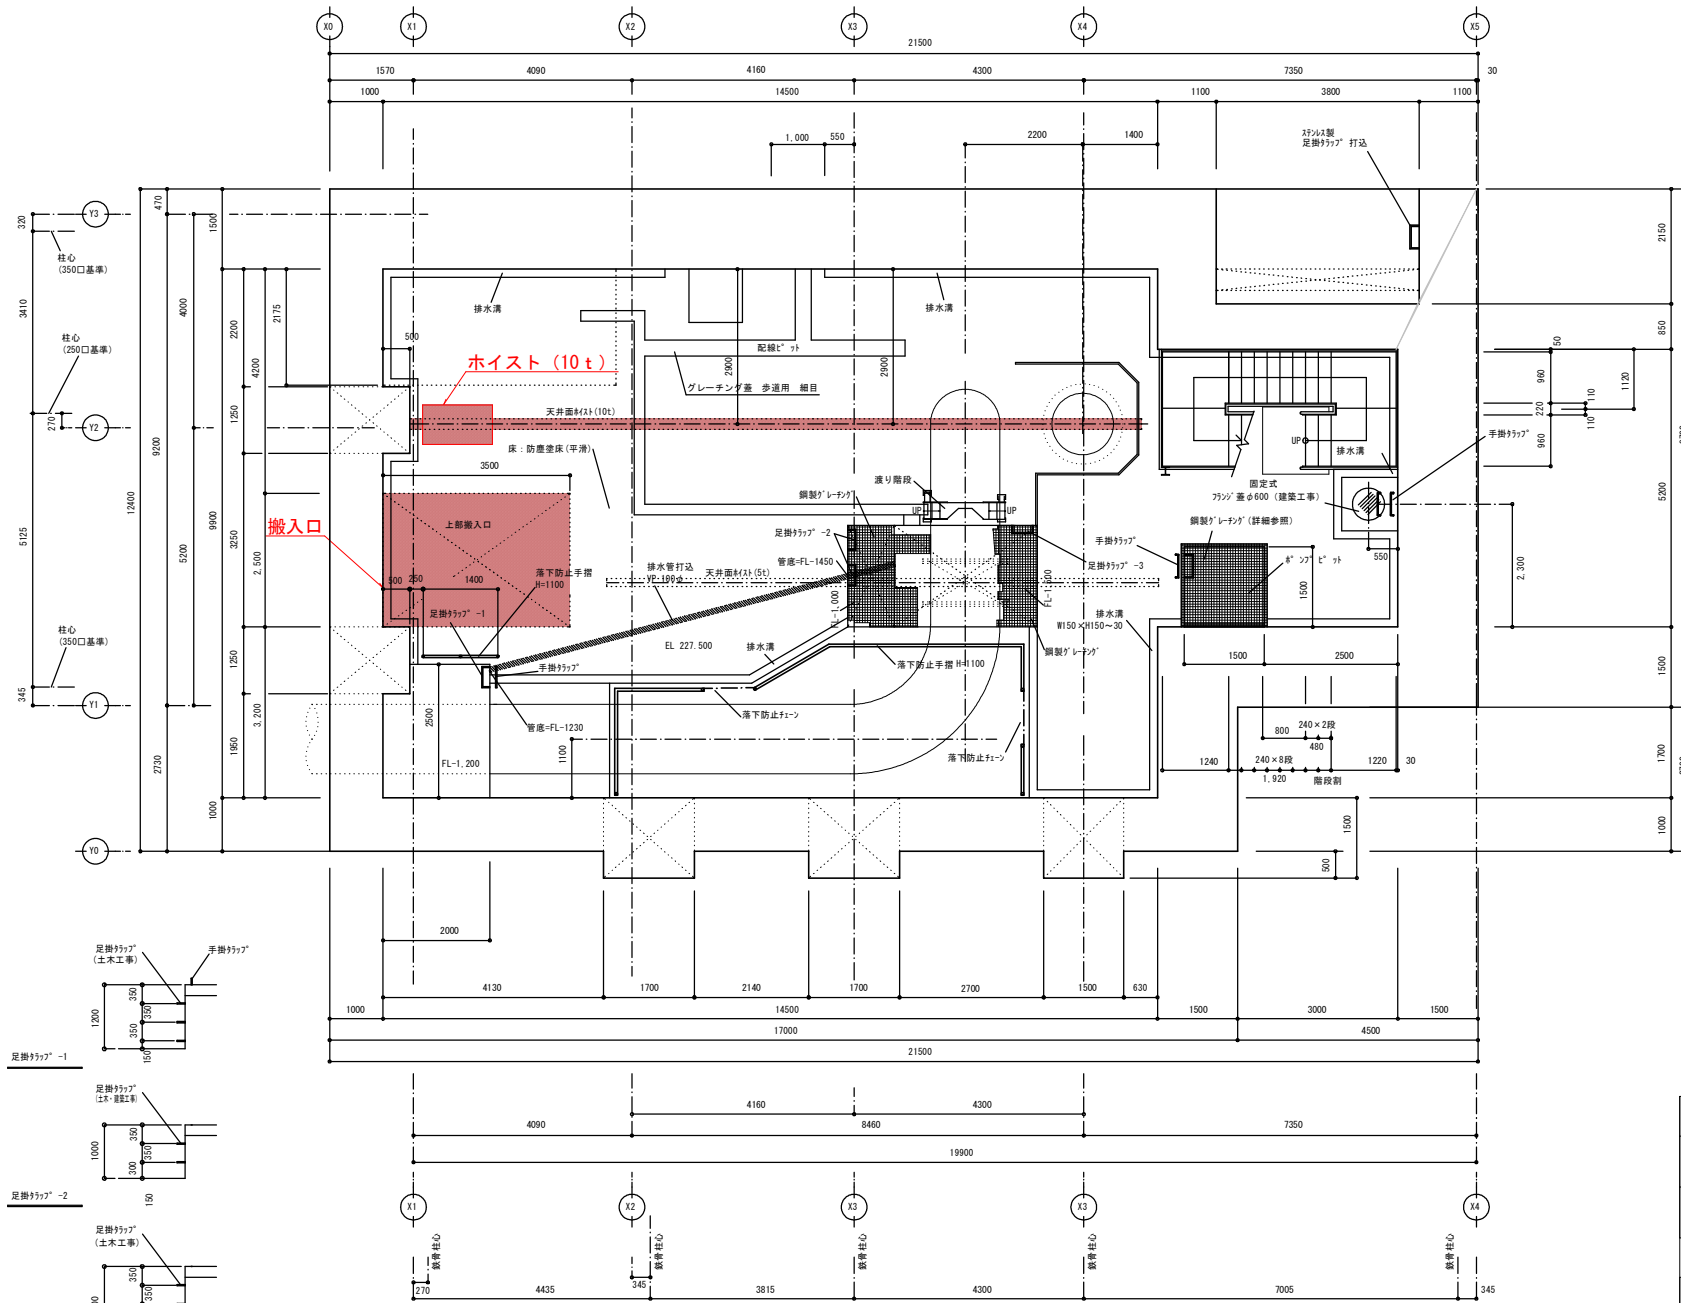 X0
X1
X2
X3
X4
X5
21500
1570
4090
4160
4300
7350
30
1000
14500
1100
3800
1100
1,000
550
2200
1400
ステンレス製
足掛タラップ 打込
Y3
320
柱心
(350口基準)
3410
柱心
(250口基準)
270
Y2
5125
柱心
(350口基準)
345
Y1
Y0
12400
470
9200
2730
4000
5200
1500
9900
1000
2200
1250
3250
1250
1950
4200
2,500
3,200
2175
排水溝
排水溝
500
ホイスト (10ｔ)
配線ピット
2900
2900
グレーチング蓋 歩道用 細目
天井面ホイスト(10t)
床：防塵塗床(平滑)
3500
上部搬入口
搬入口
500
250
1400
落下防止手摺
H=1100
足掛タラップ -1
排水管打込
VP-100φ
天井面ホイスト(5t)
鋼製グレーチング
渡り階段
UP
UP
足掛タラップ -2
管底=FL-1450
FL-1,000
足掛タラップ -3
FL-1,500
EL 227.500
排水溝
手掛タラップ
管底=FL-1230
2500
FL-1,200
1100
落下防止チェーン
落下防止手摺 H=1100
落下防止チェーン
鋼製グレーチング
排水溝
W150×H150～30
手掛タラップ
UP
固定式
フランジ蓋φ600 (建築工事)
鋼製グレーチング(詳細参照)
ポンプピット
1500
排水溝
手掛タラップ
550
2,300
50
960
220
960
110
110
1120
2150
850
5200
1500
1700
1000
1500
2500
240×2段
800
480
1240
240×8段
1220
30
1,920
階段割
1500
500
2000
4130
1700
2140
1700
2700
1500
630
1000
14500
1500
3000
1500
17000
4500
21500
4160
4300
4090
8460
7350
19900
X1
X2
X3
X3
X4
鉄骨柱心
鉄骨柱心
鉄骨柱心
鉄骨柱心
鉄骨柱心
270
4435
345
3815
4300
7005
345
足掛タラップ
(土木工事)
手掛タラップ
1200
350
350
350
150
足掛タラップ -1
足掛タラップ
(土木・建築工事)
1000
350
350
300
150
足掛タラップ -2
足掛タラップ
(土木工事)
350
350